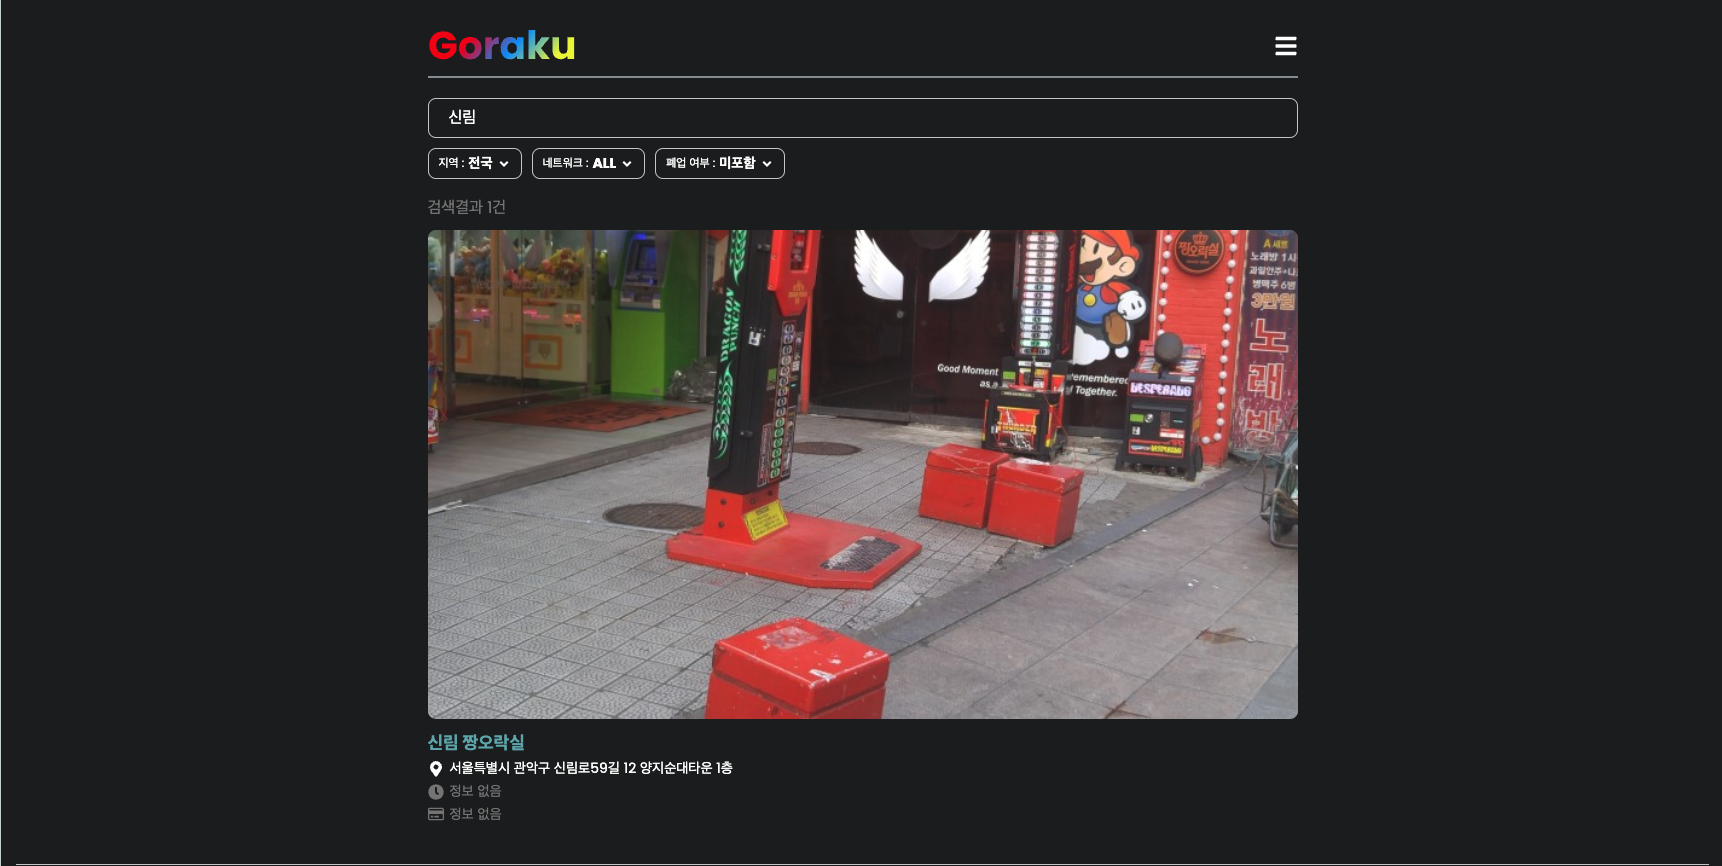 Goraku
신림
지역 : 전국
네트워크 : ALL
폐업 여부 : 미포함
검색결과 1건
DRAGON PUNCH
짱오락실
A 세트
노래방 1시
과일안주+나
병맥주 6병
3만원
노래방
Good Moment
as a
remembered
Together.
THUNDER
DESPERADO
신림 짱오락실
서울특별시 관악구 신림로59길 12 양지순대타운 1층
정보 없음
정보 없음